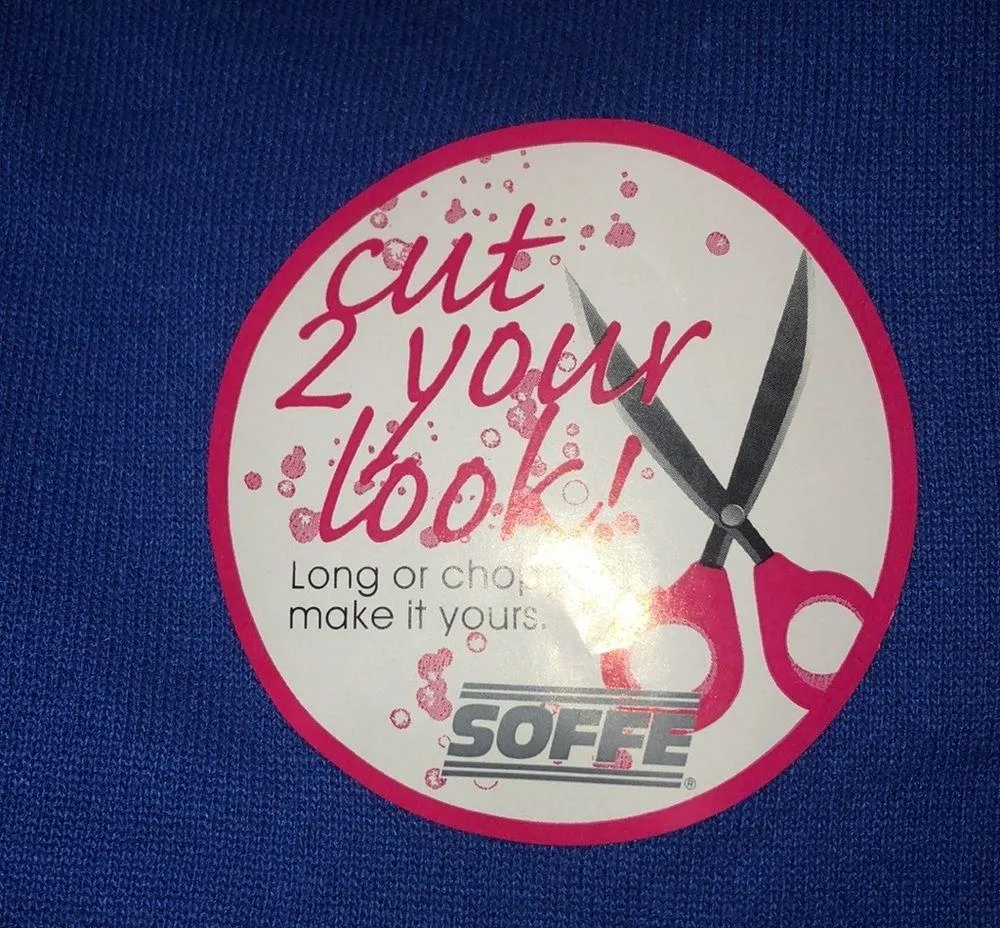 cut
2 your
look!
Long or chop
make it yours.
SOFFE
®